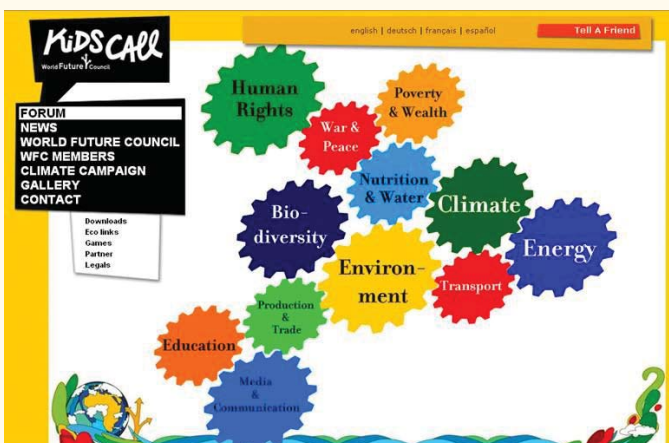 KiDSCALL
World Future Council
english | deutsch | français | español
Tell A Friend
FORUM
NEWS
WORLD FUTURE COUNCIL
WFC MEMBERS
CLIMATE CAMPAIGN
GALLERY
CONTACT
Downloads
Eco links
Games
Partner
Legals
Human
Rights
Poverty
& Wealth
War &
Peace
Nutrition
& Water
Climate
Bio-
diversity
Energy
Environ-
ment
Transport
Production
&
Trade
Education
Media
&
Communication